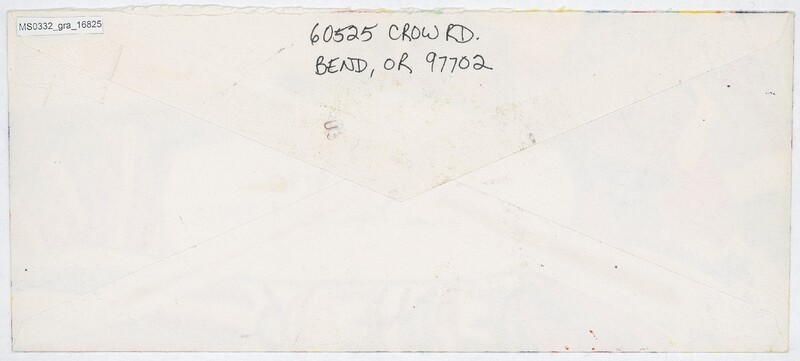 MS0332_gra_16825
60525 CROW RD.
BEND, OR 97702